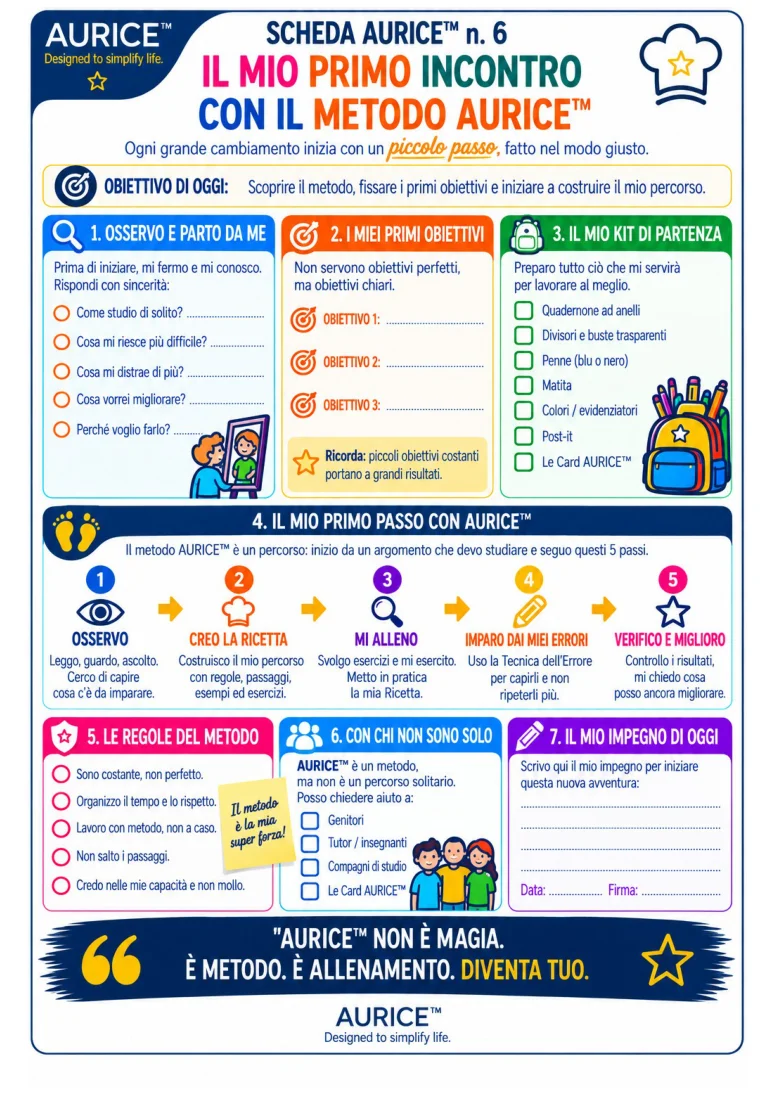 AURICE™
Designed to simplify life.
SCHEDA AURICE™ n. 6
IL MIO PRIMO INCONTRO
CON IL METODO AURICE™
Ogni grande cambiamento inizia con un piccolo passo, fatto nel modo giusto.
OBIETTIVO DI OGGI: Scoprire il metodo, fissare i primi obiettivi e iniziare a costruire il mio percorso.
1. OSSERVO E PARTO DA ME
Prima di iniziare, mi fermo e mi conosco.
Rispondi con sincerità:
Come studio di solito? ..........................
Cosa mi riesce più difficile? ....................
Cosa mi distrae di più? ..........................
Cosa vorrei migliorare? ..........................
Perché voglio farlo? ..........
2. I MIEI PRIMI OBIETTIVI
Non servono obiettivi perfetti,
ma obiettivi chiari.
OBIETTIVO 1: ................................
OBIETTIVO 2: ................................
OBIETTIVO 3: ................................
Ricorda: piccoli obiettivi costanti
portano a grandi risultati.
3. IL MIO KIT DI PARTENZA
Preparo tutto ciò che mi servirà
per lavorare al meglio.
Quadernone ad anelli
Divisori e buste trasparenti
Penne (blu o nero)
Matita
Colori / evidenziatori
Post-it
Le Card AURICE™
4. IL MIO PRIMO PASSO CON AURICE™
Il metodo AURICE™ è un percorso: inizio da un argomento che devo studiare e seguo questi 5 passi.
1
OSSERVO
Leggo, guardo, ascolto.
Cerco di capire
cosa c'è da imparare.
2
CREO LA RICETTA
Costruisco il mio percorso
con regole, passaggi,
esempi ed esercizi.
3
MI ALLENO
Svolgo esercizi e mi esercito.
Metto in pratica
la mia Ricetta.
4
IMPARO DAI MIEI ERRORI
Uso la Tecnica dell'Errore
per capirli e non
ripeterli più.
5
VERIFICO E MIGLIORO
Controllo i risultati,
mi chiedo cosa
posso ancora migliorare.
5. LE REGOLE DEL METODO
Sono costante, non perfetto.
Organizzo il tempo e lo rispetto.
Lavoro con metodo, non a caso.
Non salto i passaggi.
Credo nelle mie capacità e non mollo.
Il metodo
è la mia
super forza!
6. CON CHI NON SONO SOLO
AURICE™ è un metodo,
ma non è un percorso solitario.
Posso chiedere aiuto a:
Genitori
Tutor / insegnanti
Compagni di studio
Le Card AURICE™
7. IL MIO IMPEGNO DI OGGI
Scrivo qui il mio impegno per iniziare
questa nuova avventura:
Data: .................. Firma: ..........................
"AURICE™ NON È MAGIA.
È METODO. È ALLENAMENTO. DIVENTA TUO.
AURICE™
Designed to simplify life.